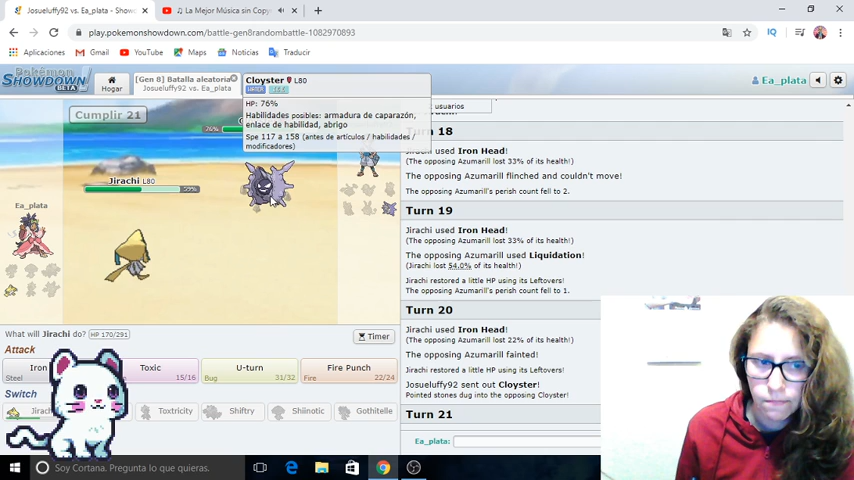 Josueluffy92 vs. Ea_plata
La Mejor Música sin Copy
play.pokemonshowdown.com/battle-gen8randombattle-1082970893
Aplicaciones
Gmail
YouTube
Maps
Noticias
Traducir
Pokémon
SHOWDOWN
BETA
Hogar
[Gen 8] Batalla aleatoria
Josueluffy92 vs. Ea_plata
Ea_plata
Cloyster L80
WATER ICE
HP: 76%
Habilidades posibles: armadura de caparazón,
enlace de habilidad, abrigo
Spe 117 a 158 (antes de artículos / habilidades /
modificadores)
usuarios
Cumplir 21
76%
Jirachi L80
59%
Ea_plata
Turn 18
Jirachi used Iron Head!
(The opposing Azumarill lost 33% of its health!)
The opposing Azumarill flinched and couldn't move!
The opposing Azumarill's perish count fell to 2.
Turn 19
Jirachi used Iron Head!
(The opposing Azumarill lost 33% of its health!)
The opposing Azumarill used Liquidation!
(Jirachi lost 54.0% of its health!)
Jirachi restored a little HP using its Leftovers!
The opposing Azumarill's perish count fell to 1.
Turn 20
Jirachi used Iron Head!
(The opposing Azumarill lost 22% of its health!)
The opposing Azumarill fainted!
Jirachi restored a little HP using its Leftovers!
Josueluffy92 sent out Cloyster!
Pointed stones dug into the opposing Cloyster!
Turn 21
Ea_plata:
What will Jirachi do? HP 170/291
Timer
Attack
Iron
Steel
Toxic
15/16
U-turn
Bug 31/32
Fire Punch
Fire 22/24
Switch
Jirac
Toxtricity
Shiftry
Shiinotic
Gothitelle
Soy Cortana. Pregunta lo que quieras.